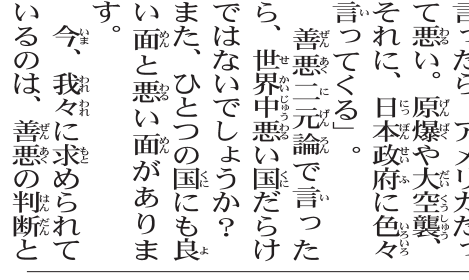 言ったら、アメリカだっ
て悪い。原爆や大空襲、
それに、日本政府に色々
言ってくる」。
善悪二元論で言った
ら、世界中悪い国だらけ
ではないでしょうか?
また、ひとつの国にも良
い面と悪い面がありま
す。
今、我々に求められて
いるのは、善悪の判断と